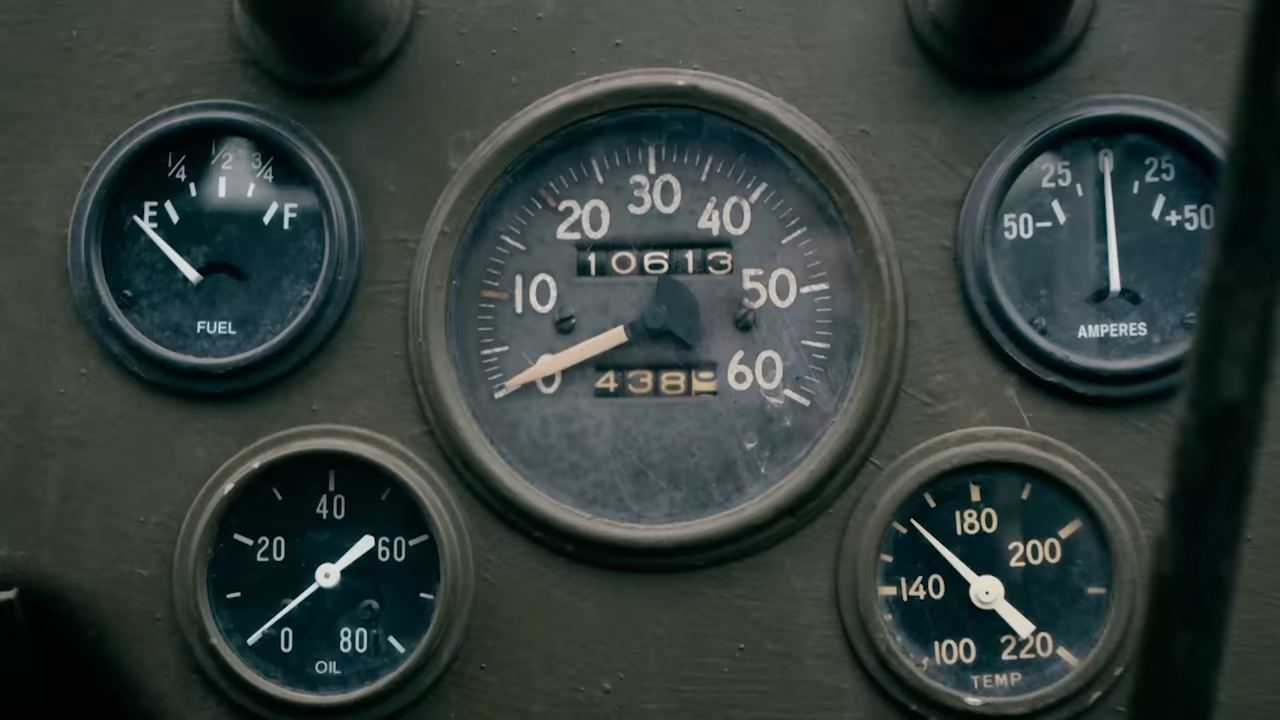 1/4 1/2 3/4
E F
FUEL
10 20 30 40 50 60
10613
0
438
25 0 25
50- +50
AMPERES
20 40 60
0 80
OIL
140 180 200
100 220
TEMP